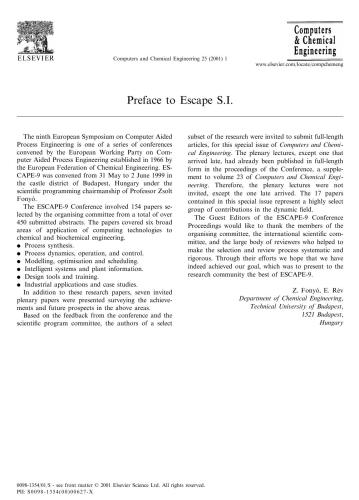 ELSEVIER
Computers and Chemical Engineering 25 (2001) 1
Computers
& Chemical
Engineering
www.elsevier.com/locate/compchemeng
Preface to Escape S.I.
The ninth European Symposium on Computer Aided
Process Engineering is one of a series of conferences
convened by the European Working Party on Com-
puter Aided Process Engineering established in 1966 by
the European Federation of Chemical Engineering. ES-
CAPE-9 was convened from 31 May to 2 June 1999 in
the castle district of Budapest, Hungary under the
scientific programming chairmanship of Professor Zsolt
Fonyó.
The ESCAPE-9 Conference involved 154 papers se-
lected by the organising committee from a total of over
450 submitted abstracts. The papers covered six broad
areas of application of computing technologies to
chemical and biochemical engineering.
● Process synthesis.
● Process dynamics, operation, and control.
● Modelling, optimisation and scheduling.
● Intelligent systems and plant information.
● Design tools and training.
● Industrial applications and case studies.
In addition to these research papers, seven invited
plenary papers were presented surveying the achieve-
ments and future prospects in the above areas.
Based on the feedback from the conference and the
scientific program committee, the authors of a select
subset of the research were invited to submit full-length
articles, for this special issue of Computers and Chemi-
cal Engineering. The plenary lectures, except one that
arrived late, had already been published in full-length
form in the proceedings of the Conference, a supple-
ment to volume 23 of Computers and Chemical Engi-
neering. Therefore, the plenary lectures were not
invited, except the one late arrived. The 17 papers
contained in this special issue represent a highly select
group of contributions in the dynamic field.
The Guest Editors of the ESCAPE-9 Conference
Proceedings would like to thank the members of the
organising committee, the international scientific com-
mittee, and the large body of reviewers who helped to
make the selection and review process systematic and
rigorous. Through their efforts we hope that we have
indeed achieved our goal, which was to present to the
research community the best of ESCAPE-9.
Z. Fonyó, E. Rév
Department of Chemical Engineering,
Technical University of Budapest,
1521 Budapest,
Hungary
0098-1354/01/$ - see front matter © 2001 Elsevier Science Ltd. All rights reserved.
PII: S0098-1354(00)00627-X